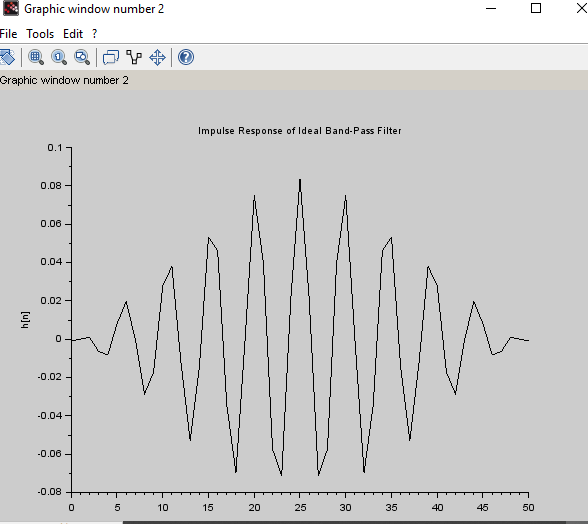 Graphic window number 2
File Tools Edit ?
Graphic window number 2
Impulse Response of Ideal Band-Pass Filter
h[n]
0.1
0.08
0.06
0.04
0.02
0
-0.02
-0.04
-0.06
-0.08
0 5 10 15 20 25 30 35 40 45 50